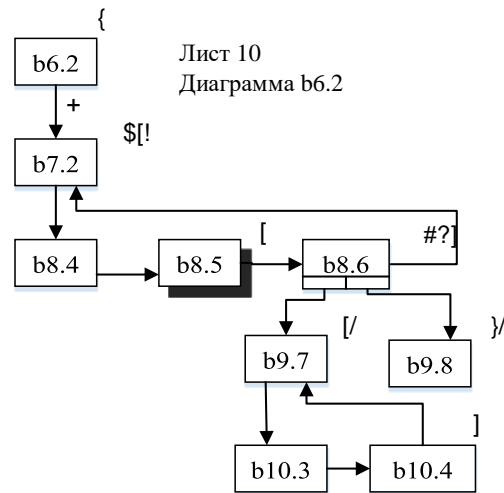 {
b6.2
Лист 10
Диаграмма b6.2
+
$[!
b7.2
[
#?]
b8.4
b8.5
b8.6
[/
}/
b9.7
b9.8
]
b10.3
b10.4